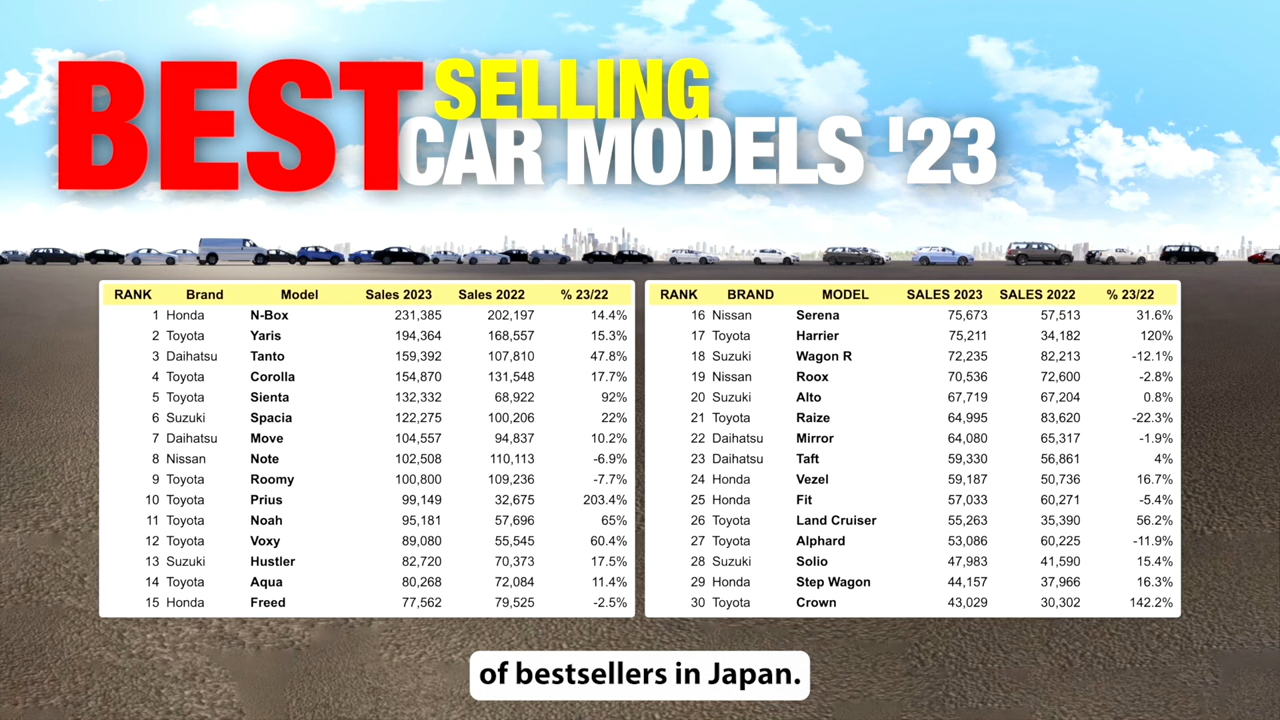 BEST SELLING
CAR MODELS '23
RANK Brand Model Sales 2023 Sales 2022 % 23/22
1 Honda N-Box 231,385 202,197 14.4%
2 Toyota Yaris 194,364 168,557 15.3%
3 Daihatsu Tanto 159,392 107,810 47.8%
4 Toyota Corolla 154,870 131,548 17.7%
5 Toyota Sienta 132,332 68,922 92%
6 Suzuki Spacia 122,275 100,206 22%
7 Daihatsu Move 104,557 94,837 10.2%
8 Nissan Note 102,508 110,113 -6.9%
9 Toyota Roomy 100,800 109,236 -7.7%
10 Toyota Prius 99,149 32,675 203.4%
11 Toyota Noah 95,181 57,696 65%
12 Toyota Voxy 89,080 55,545 60.4%
13 Suzuki Hustler 82,720 70,373 17.5%
14 Toyota Aqua 80,268 72,084 11.4%
15 Honda Freed 77,562 79,525 -2.5%
RANK BRAND MODEL SALES 2023 SALES 2022 % 23/22
16 Nissan Serena 75,673 57,513 31.6%
17 Toyota Harrier 75,211 34,182 120%
18 Suzuki Wagon R 72,235 82,213 -12.1%
19 Nissan Roox 70,536 72,600 -2.8%
20 Suzuki Alto 67,719 67,204 0.8%
21 Toyota Raize 64,995 83,620 -22.3%
22 Daihatsu Mirror 64,080 65,317 -1.9%
23 Daihatsu Taft 59,330 56,861 4%
24 Honda Vezel 59,187 50,736 16.7%
25 Honda Fit 57,033 60,271 -5.4%
26 Toyota Land Cruiser 55,263 35,390 56.2%
27 Toyota Alphard 53,086 60,225 -11.9%
28 Suzuki Solio 47,983 41,590 15.4%
29 Honda Step Wagon 44,157 37,966 16.3%
30 Toyota Crown 43,029 30,302 142.2%
of bestsellers in Japan.